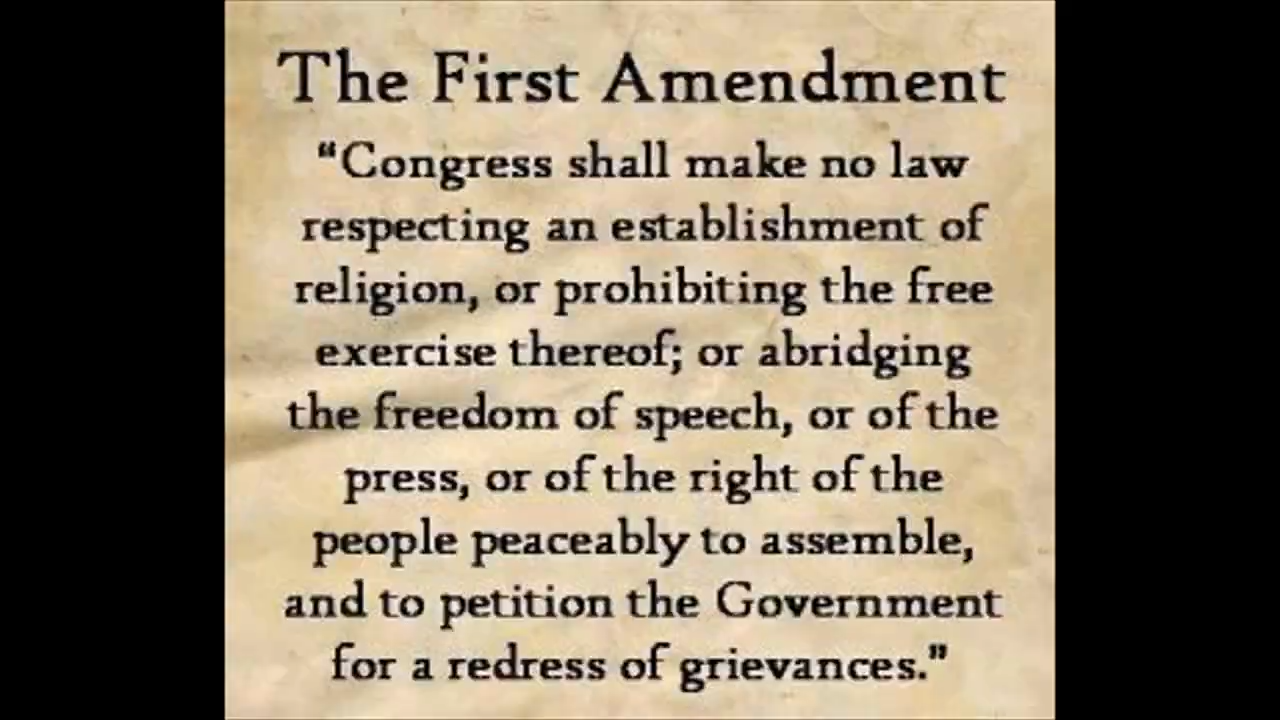 The First Amendment
“Congress shall make no law
respecting an establishment of
religion, or prohibiting the free
exercise thereof; or abridging
the freedom of speech, or of the
press, or of the right of the
people peaceably to assemble,
and to petition the Government
for a redress of grievances.”